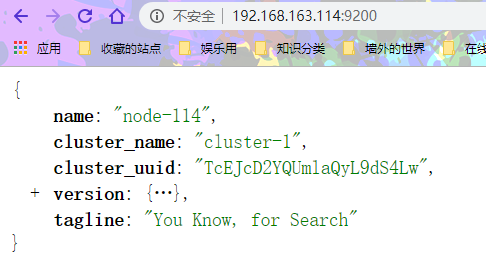 不安全 | 192.168.163.114:9200
应用 收藏的站点 娱乐用 知识分类 墙外的世界 在线
{
name: "node-114",
cluster_name: "cluster-1",
cluster_uuid: "TcEJcD2YQUmlaQyL9dS4Lw",
+ version: {…},
tagline: "You Know, for Search"
}